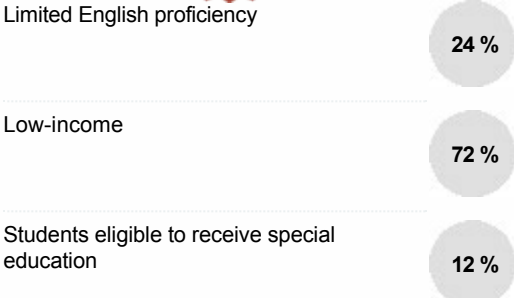 Limited English proficiency
24 %
Low-income
72 %
Students eligible to receive special
education
12 %